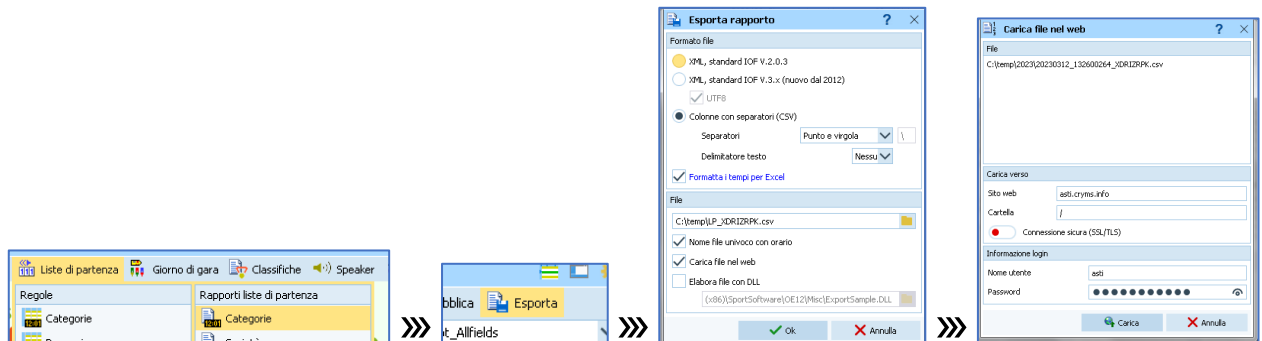 Liste di partenza Giorno di gara Classifiche Speaker
Regole
Categorie
Rapporti liste di partenza
Categorie
»»
bblica Esporta
t_Allfields
»»
Esporta rapporto ? ×
Formato file
XML, standard IOF V.2.0.3
XML, standard IOF V.3.x (nuovo dal 2012)
UTF8
Colonne con separatori (CSV)
Separatori Punto e virgola \
Delimitatore testo Nessu
Formatta i tempi per Excel
File
C:\temp\LP_XDRIZRPK.csv
Nome file univoco con orario
Carica file nel web
Elabora file con DLL
(x86)\SportSoftware\OE12\Misc\ExportSample.DLL
Ok Annulla
»»
Carica file nel web ? ×
File
C:\temp\2023\20230312_132600264_XDRIZRPK.csv
Carica verso
Sito web asti.cryms.info
Cartella /
Connessione sicura (SSL/TLS)
Informazione login
Nome utente asti
Password ●●●●●●●●●●●
Carica Annulla